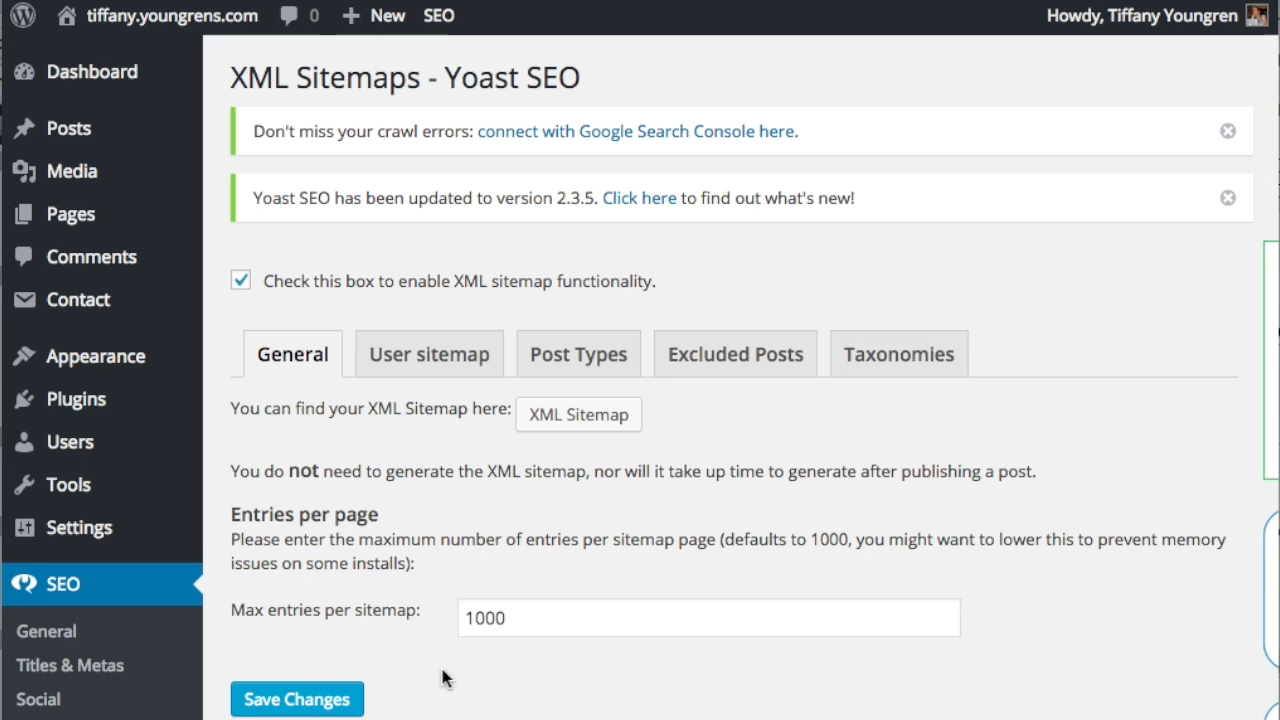 tiffany.youngrens.com 0 New SEO Howdy, Tiffany Youngren
Dashboard
Posts
Media
Pages
Comments
Contact
Appearance
Plugins
Users
Tools
Settings
SEO
General
Titles & Metas
Social
XML Sitemaps - Yoast SEO
Don't miss your crawl errors: connect with Google Search Console here.
Yoast SEO has been updated to version 2.3.5. Click here to find out what's new!
Check this box to enable XML sitemap functionality.
General User sitemap Post Types Excluded Posts Taxonomies
You can find your XML Sitemap here: XML Sitemap
You do not need to generate the XML sitemap, nor will it take up time to generate after publishing a post.
Entries per page
Please enter the maximum number of entries per sitemap page (defaults to 1000, you might want to lower this to prevent memory
issues on some installs):
Max entries per sitemap: 1000
Save Changes